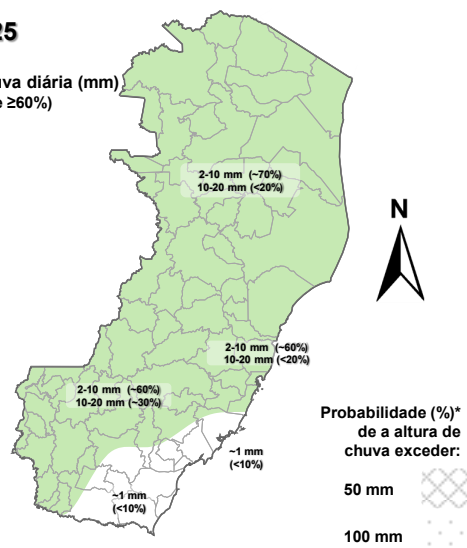 25
uva diária (mm)
e ≥60%)
2-10 mm (~70%)
10-20 mm (<20%)
N
2-10 mm (~60%)
10-20 mm (<20%)
2-10 mm (~60%)
10-20 mm (~30%)
~1 mm
(<10%)
~1 mm
(<10%)
Probabilidade (%)*
de a altura de
chuva exceder:
50 mm
100 mm